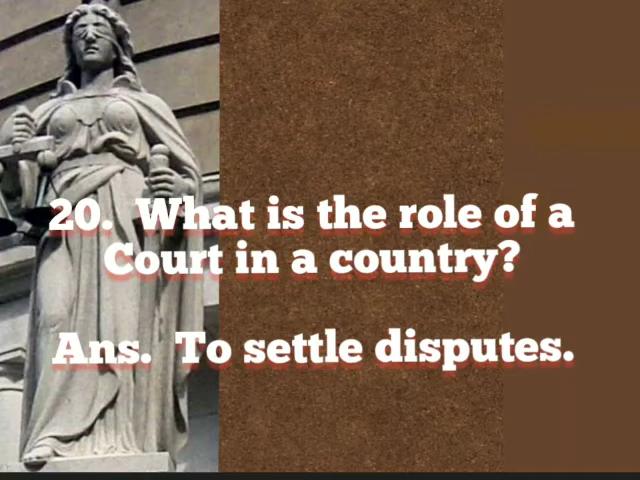 20. What is the role of a
Court in a country?
Ans. To settle disputes.